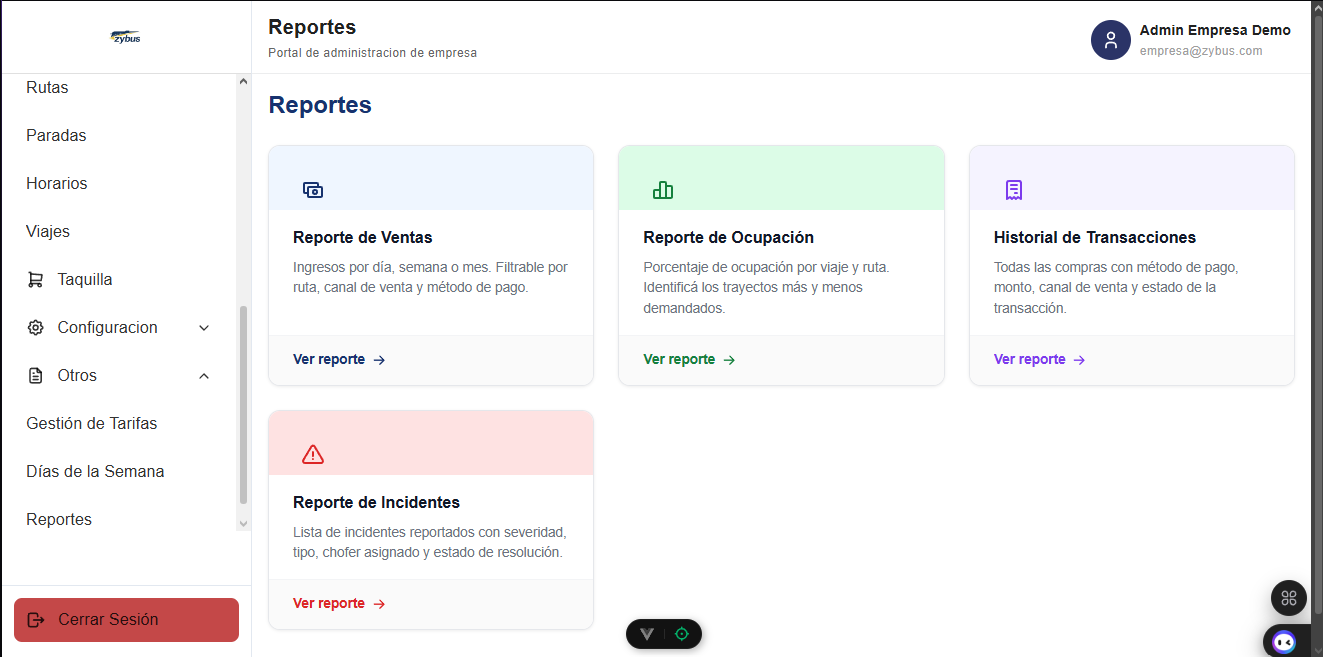 zybus
Reportes
Portal de administracion de empresa
Admin Empresa Demo
empresa@zybus.com
Rutas
Paradas
Horarios
Viajes
Taquilla
Configuracion
Otros
Gestión de Tarifas
Días de la Semana
Reportes
Cerrar Sesión
Reportes
Reporte de Ventas
Ingresos por día, semana o mes. Filtrable por
ruta, canal de venta y método de pago.
Ver reporte →
Reporte de Ocupación
Porcentaje de ocupación por viaje y ruta.
Identificá los trayectos más y menos
demandados.
Ver reporte →
Historial de Transacciones
Todas las compras con método de pago,
monto, canal de venta y estado de la
transacción.
Ver reporte →
Reporte de Incidentes
Lista de incidentes reportados con severidad,
tipo, chofer asignado y estado de resolución.
Ver reporte →